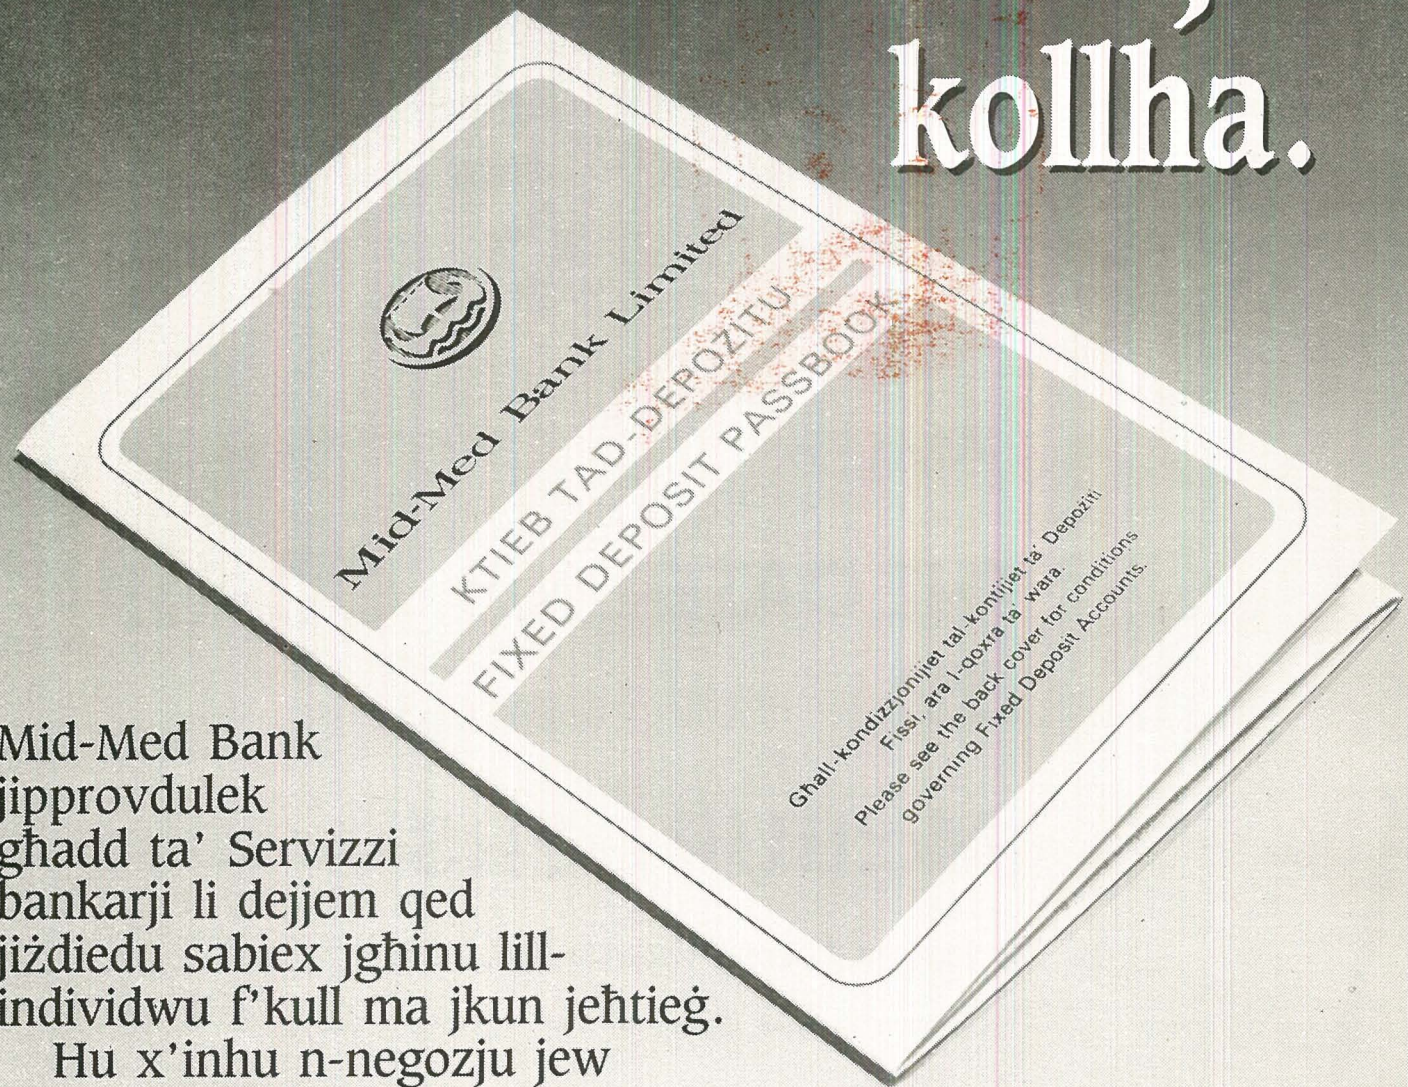 kollha.
Mid-Med Bank Limited
KTIEB TAD-DEPOŻITU
FIXED DEPOSIT PASSBOOK
Għall-kondizzjonijiet tal-kontijiet ta' Depożiti
Fissi, ara l-qoxra ta' wara.
Please see the back cover for conditions
governing Fixed Deposit Accounts.
Mid-Med Bank
jipprovdulek
għadd ta' Servizzi
bankarji li dejjem qed
jiżdiedu sabiex jgħinu lill-
individwu f'kull ma jkun jeħtieġ.
Hu x'inhu n-negozju jew